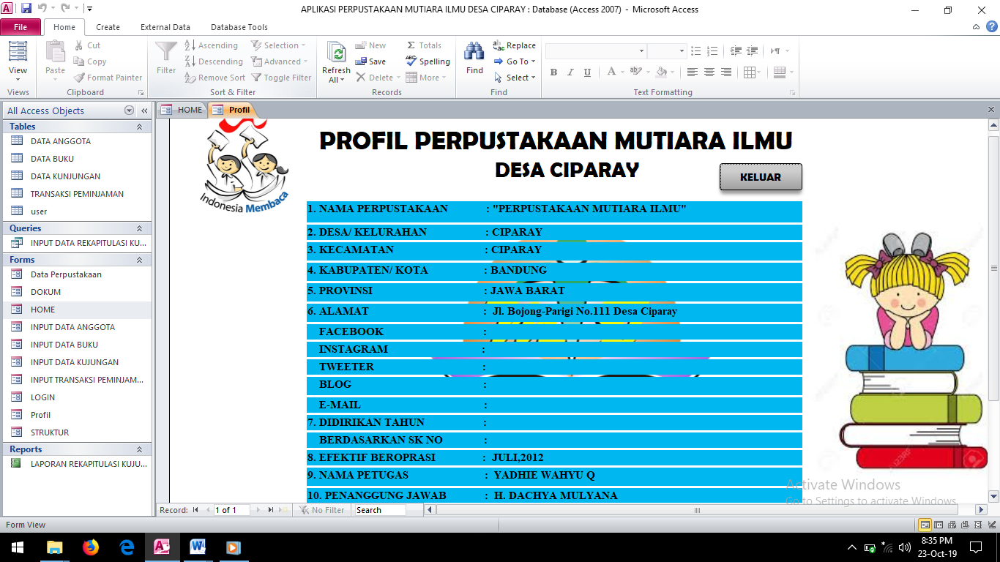 APLIKASI PERPUSTAKAAN MUTIARA ILMU DESA CIPARAY : Database (Access 2007) - Microsoft Access
File Home Create External Data Database Tools
View
Views
Paste
Cut
Copy
Format Painter
Clipboard
Filter
Ascending
Descending
Remove Sort
Selection
Advanced
Toggle Filter
Sort & Filter
Refresh All
New
Save
Delete
Totals
Spelling
More
Records
Find
Replace
Go To
Select
Find
B I U
A
ab
Text Formatting
All Access Objects
Tables
DATA ANGGOTA
DATA BUKU
DATA KUNJUNGAN
TRANSAKSI PEMINJAMAN
user
Queries
INPUT DATA REKAPITULASI KU...
Forms
Data Perpustakaan
DOKUM
HOME
INPUT DATA ANGGOTA
INPUT DATA BUKU
INPUT DATA KUJUNGAN
INPUT TRANSAKSI PEMINJAM...
LOGIN
Profil
STRUKTUR
Reports
LAPORAN REKAPITULASI KUJU...
HOME Profil
Indonesia Membaca
PROFIL PERPUSTAKAAN MUTIARA ILMU
DESA CIPARAY
KELUAR
1. NAMA PERPUSTAKAAN : "PERPUSTAKAAN MUTIARA ILMU"
2. DESA/ KELURAHAN : CIPARAY
3. KECAMATAN : CIPARAY
4. KABUPATEN/ KOTA : BANDUNG
5. PROVINSI : JAWA BARAT
6. ALAMAT : Jl. Bojong-Parigi No.111 Desa Ciparay
FACEBOOK :
INSTAGRAM :
TWEETER :
BLOG :
E-MAIL :
7. DIDIRIKAN TAHUN :
BERDASARKAN SK NO :
8. EFEKTIF BEROPRASI : JULI,2012
9. NAMA PETUGAS : YADHIE WAHYU Q
10. PENANGGUNG JAWAB : H. DACHYA MULYANA
Activate Windows
Go to Settings to activate Windows.
Record: 1 of 1 No Filter Search
Form View
8:35 PM
23-Oct-19